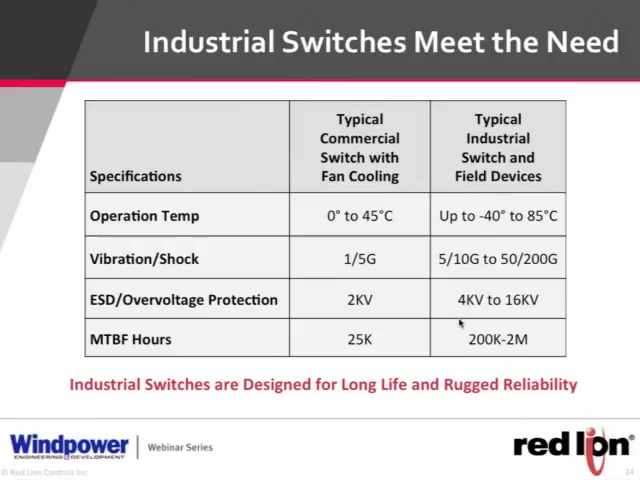 Industrial Switches Meet the Need
Specifications
Typical
Commercial
Switch with
Fan Cooling
Typical
Industrial
Switch and
Field Devices
Operation Temp 0° to 45°C Up to -40° to 85°C
Vibration/Shock 1/5G 5/10G to 50/200G
ESD/Overvoltage Protection 2KV 4KV to 16KV
MTBF Hours 25K 200K-2M
Industrial Switches are Designed for Long Life and Rugged Reliability
Windpower
ENGINEERING & DEVELOPMENT
Webinar Series
red lion®
© Red Lion Controls Inc
24